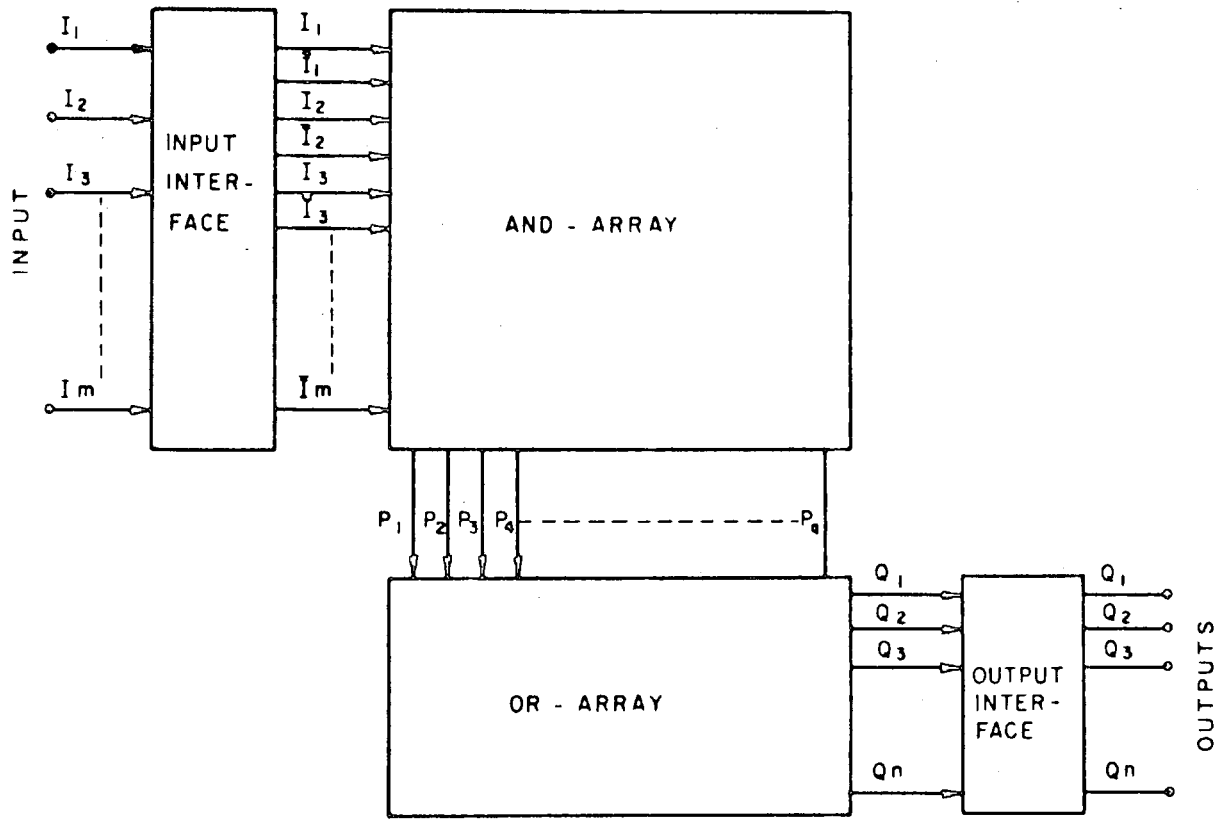 INPUT
I1
I2
I3
Im
INPUT
INTER-
FACE
I1
Ī1
I2
Ī2
I3
Ī3
Īm
AND - ARRAY
P1 P2 P3 P4 Pq
OR - ARRAY
Q1
Q2
Q3
Qn
OUTPUT
INTER-
FACE
Q1
Q2
Q3
Qn
OUTPUTS